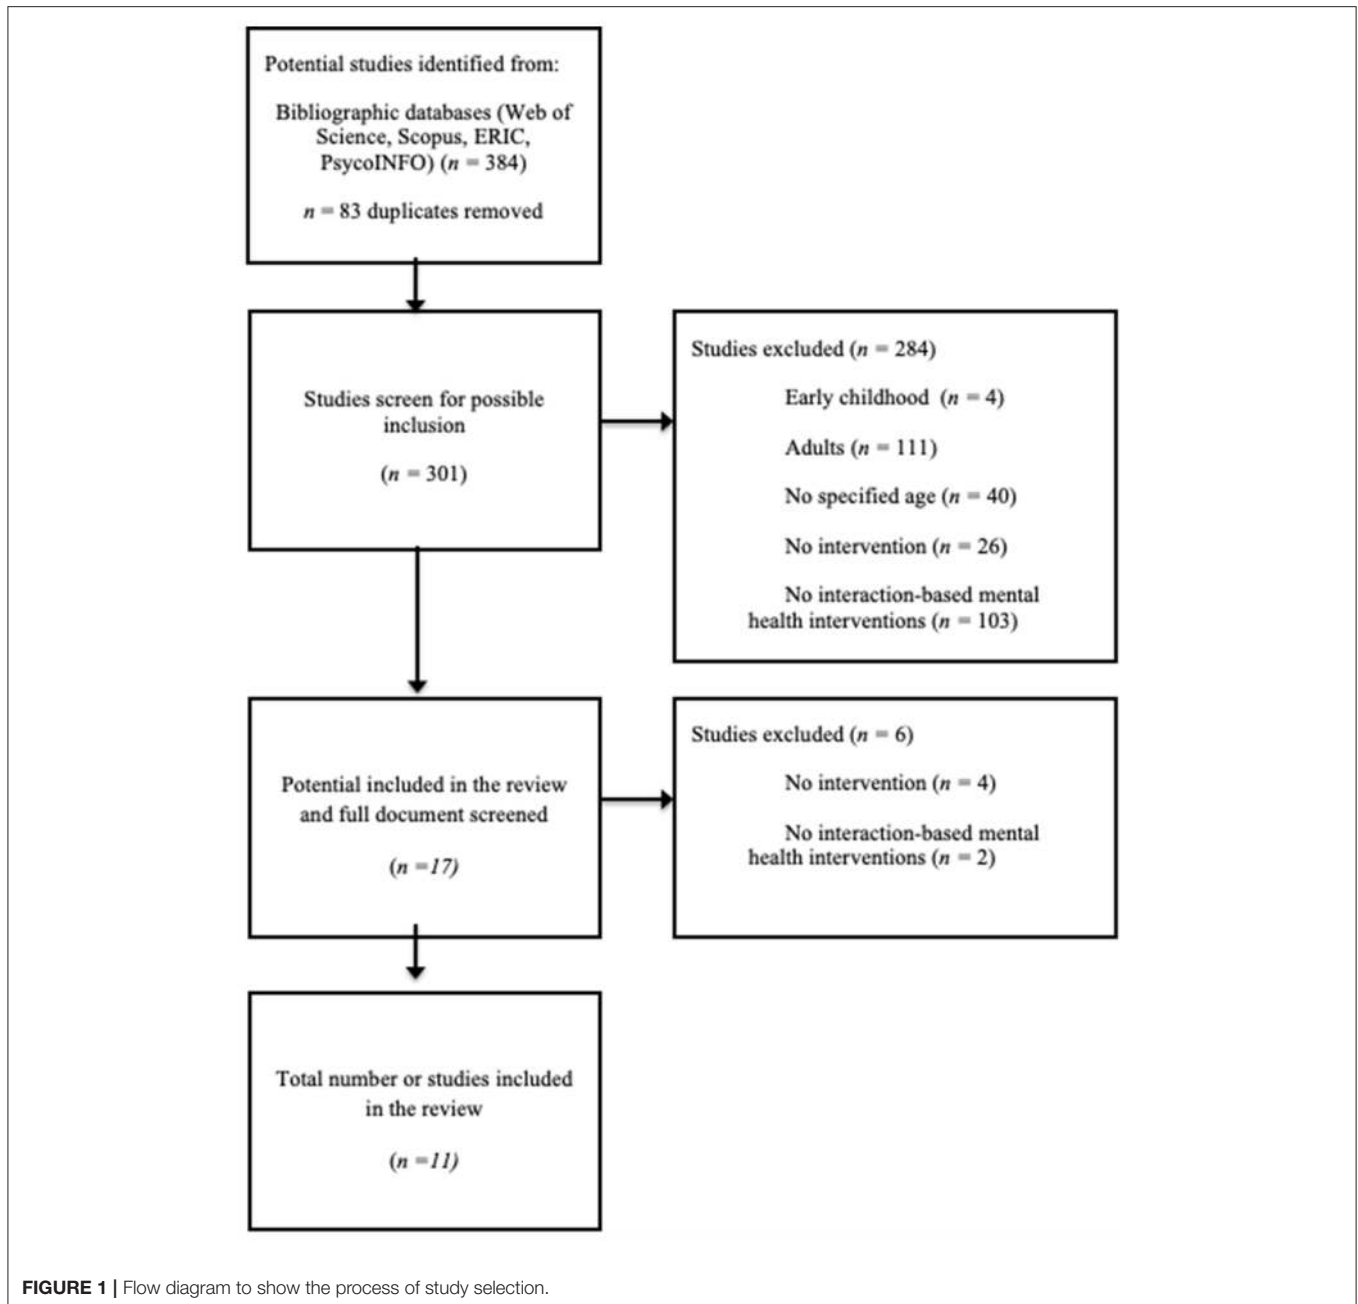 Potential studies identified from:
Bibliographic databases (Web of
Science, Scopus, ERIC,
PsycoINFO) (n = 384)
n = 83 duplicates removed
Studies screen for possible
inclusion
(n = 301)
Studies excluded (n = 284)
Early childhood (n = 4)
Adults (n = 111)
No specified age (n = 40)
No intervention (n = 26)
No interaction-based mental
health interventions (n = 103)
Potential included in the review
and full document screened
(n =17)
Studies excluded (n = 6)
No intervention (n = 4)
No interaction-based mental
health interventions (n = 2)
Total number or studies included
in the review
(n =11)
FIGURE 1 | Flow diagram to show the process of study selection.